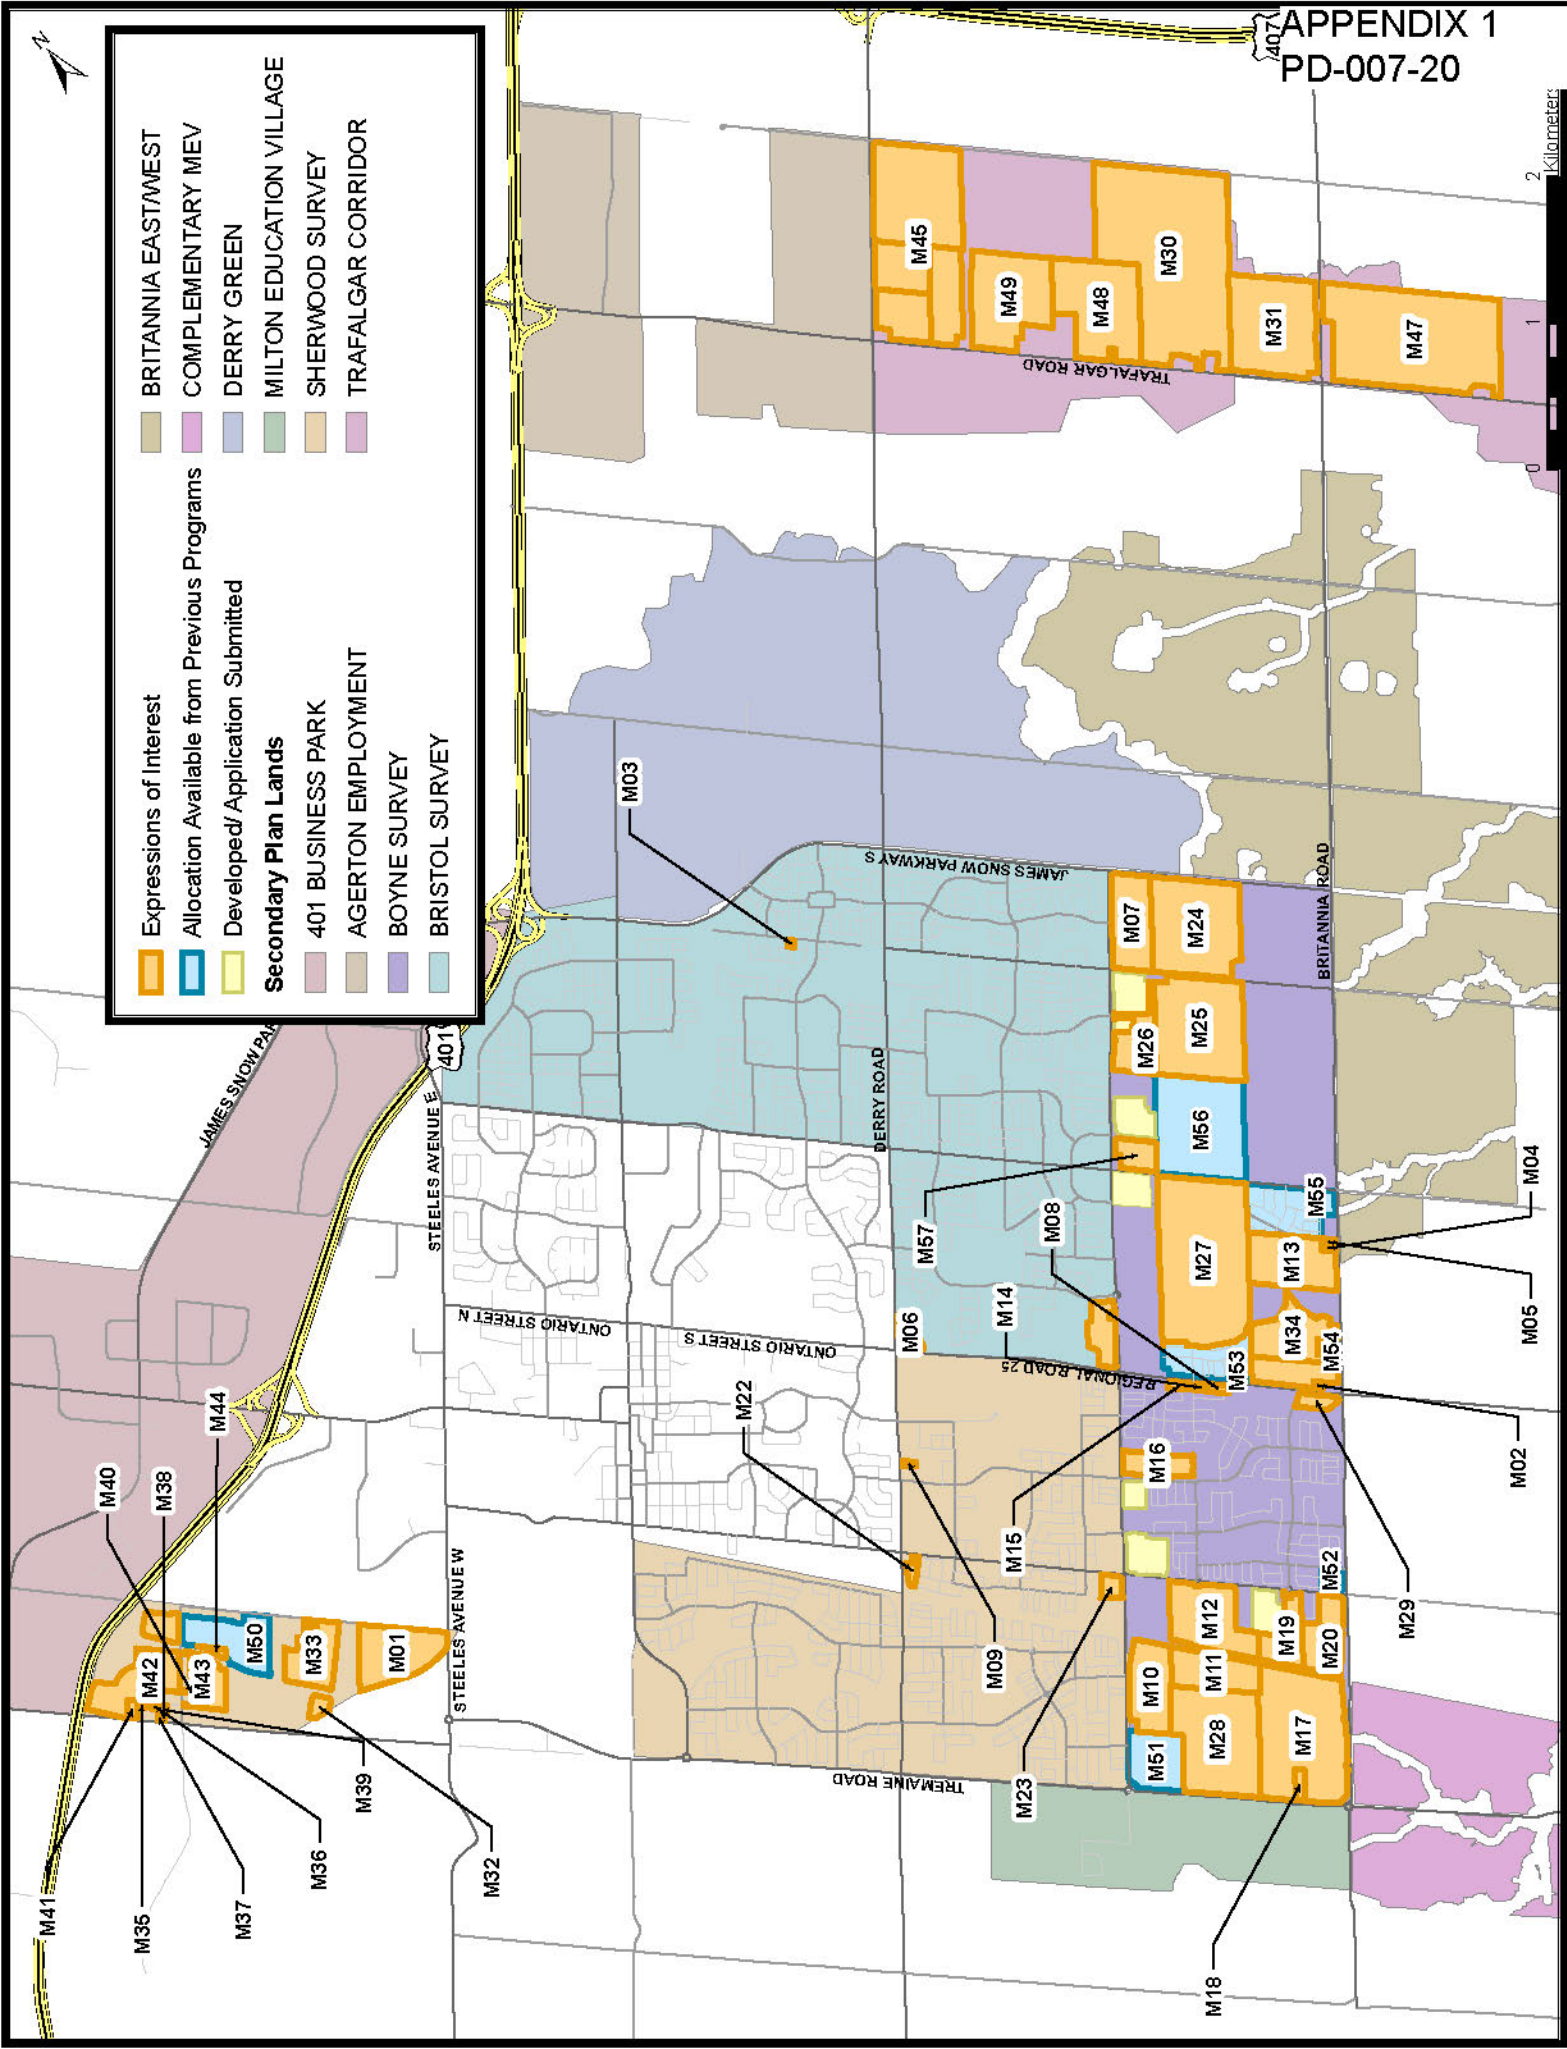 APPENDIX 1
PD-007-20
N
Expressions of Interest
Allocation Available from Previous Programs
Developed/ Application Submitted
Secondary Plan Lands
401 BUSINESS PARK
AGERTON EMPLOYMENT
BOYNE SURVEY
BRISTOL SURVEY
BRITANNIA EAST/WEST
COMPLEMENTARY MEV
DERRY GREEN
MILTON EDUCATION VILLAGE
SHERWOOD SURVEY
TRAFALGAR CORRIDOR
407
401
JAMES SNOW PAR
STEELES AVENUE E
STEELES AVENUE W
ONTARIO STREET N
ONTARIO STREET S
DERRY ROAD
JAMES SNOW PARKWAY S
REGIONAL ROAD 25
TREMAINE ROAD
BRITANNIA ROAD
TRAFALGAR ROAD
M41
M35
M37
M36
M39
M32
M40
M38
M44
M42
M43
M50
M33
M01
M22
M03
M06
M14
M57
M08
M15
M09
M23
M18
M07
M24
M26
M25
M56
M27
M55
M13
M34
M54
M53
M04
M05
M02
M29
M16
M52
M12
M19
M20
M11
M10
M28
M51
M17
M45
M49
M48
M30
M31
M47
0 1 2
Kilometers